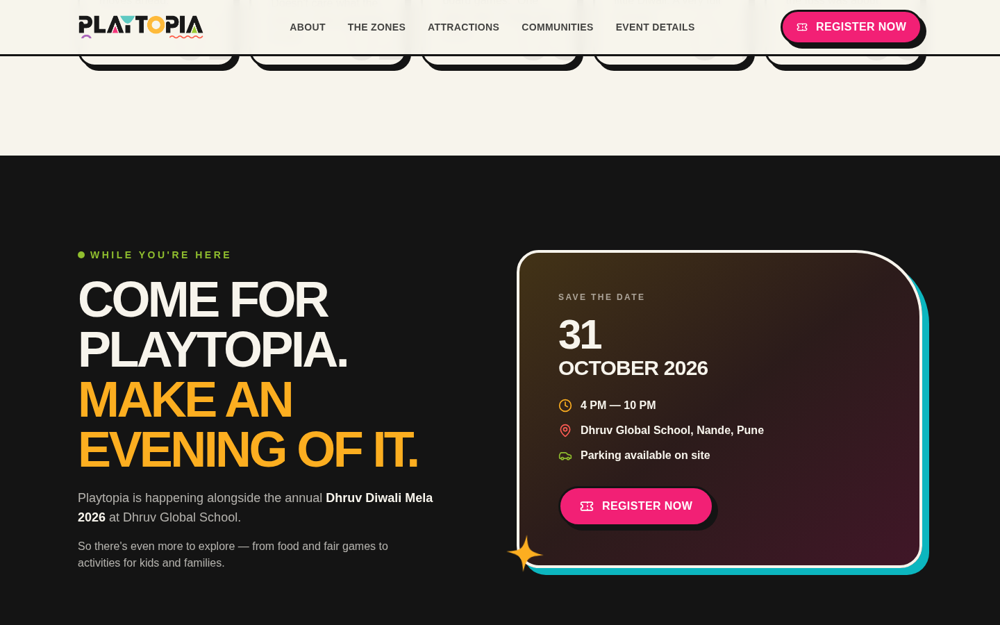 PLAYTOPIA
ABOUT
THE ZONES
ATTRACTIONS
COMMUNITIES
EVENT DETAILS
REGISTER NOW
WHILE YOU'RE HERE
COME FOR
PLAYTOPIA.
MAKE AN
EVENING OF IT.
Playtopia is happening alongside the annual Dhruv Diwali Mela
2026 at Dhruv Global School.
So there's even more to explore — from food and fair games to
activities for kids and families.
SAVE THE DATE
31
OCTOBER 2026
4 PM — 10 PM
Dhruv Global School, Nande, Pune
Parking available on site
REGISTER NOW